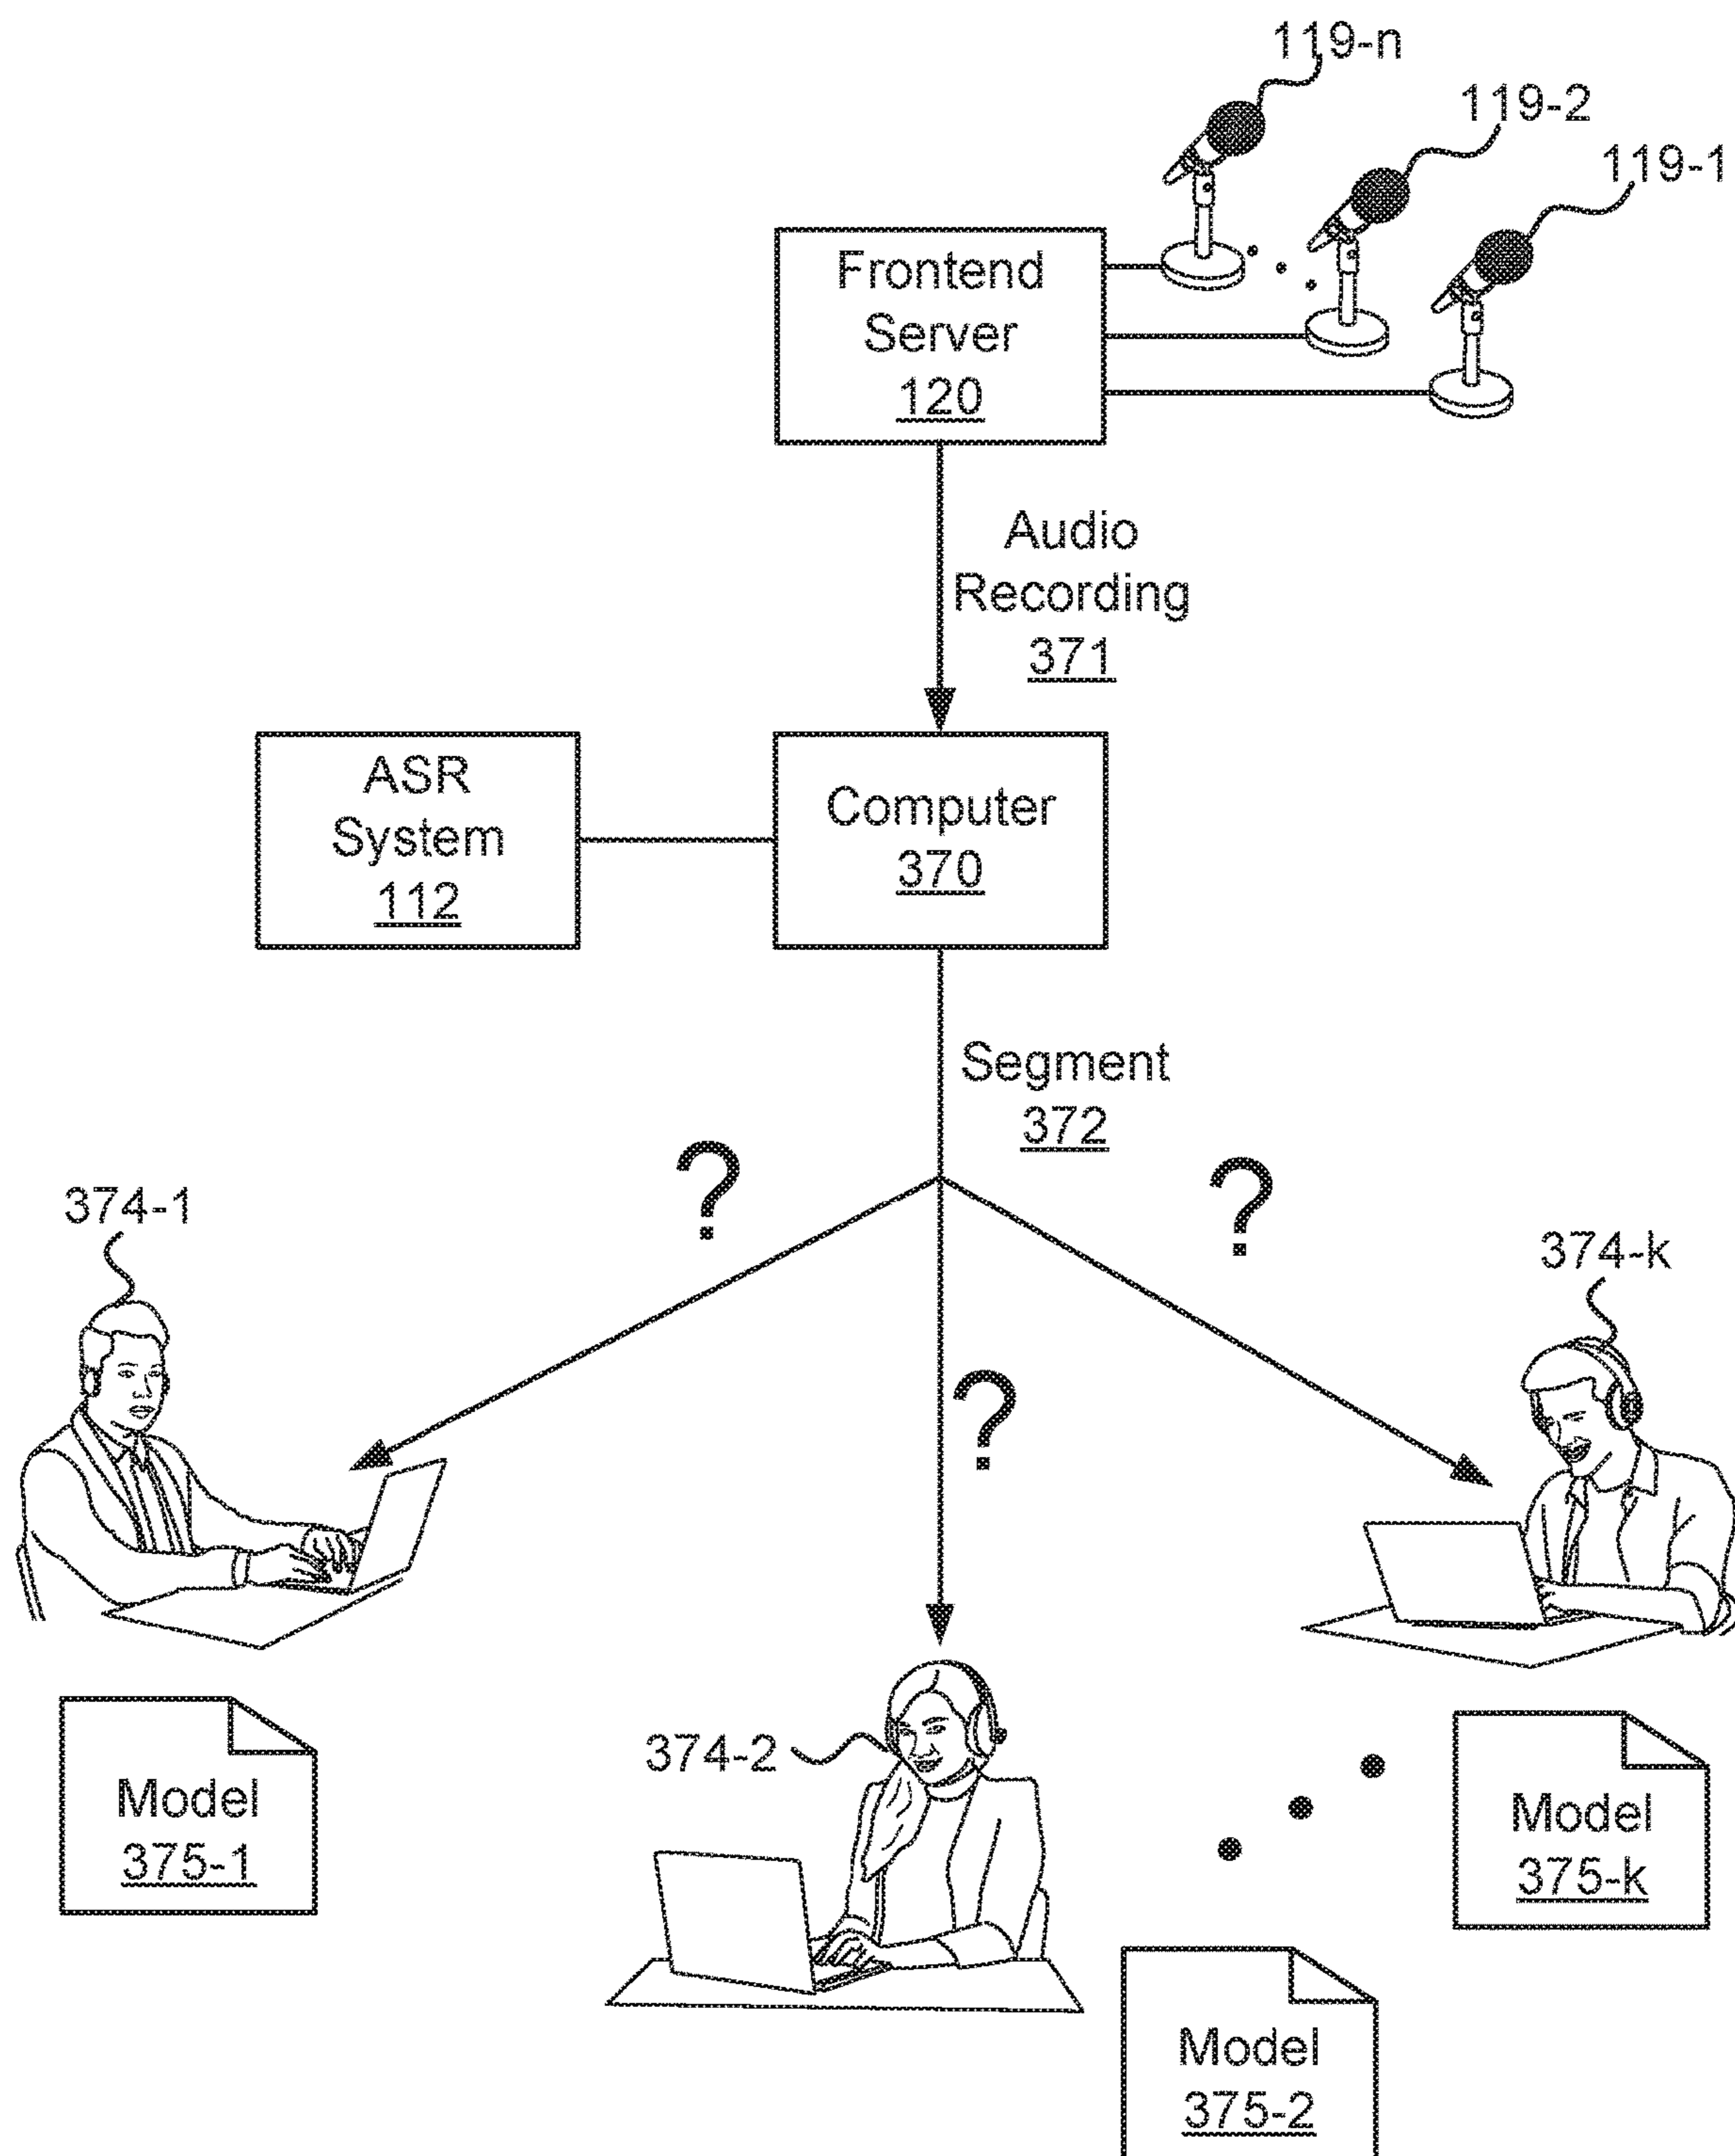 119-n
119-2
119-1
Frontend
Server
120
Audio
Recording
371
ASR
System
112
Computer
370
Segment
372
?
?
374-1
374-k
?
Model
375-1
374-2
Model
375-k
Model
375-2